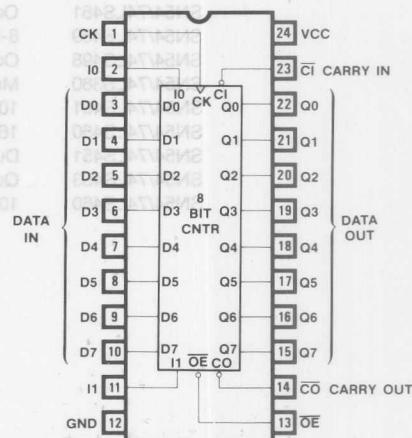 CK 1 24 VCC
I0 2 23 C̅I̅ CARRY IN
I0 CK CI
D0 3 D0 Q0 22 Q0
D1 4 D1 Q1 21 Q1
D2 5 D2 Q2 20 Q2
8
D3 6 D3 BIT Q3 19 Q3
DATA IN
DATA OUT
CNTR
D4 7 D4 Q4 18 Q4
D5 8 D5 Q5 17 Q5
D6 9 D6 Q6 16 Q6
D7 10 D7 Q7 15 Q7
I1 O̅E̅ CO
I1 11 14 C̅O̅ CARRY OUT
GND 12 13 O̅E̅